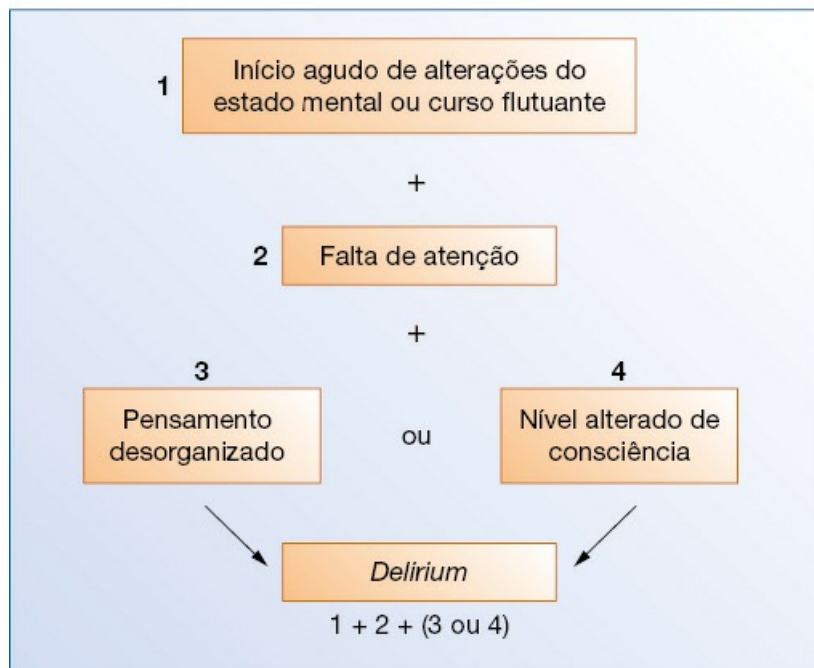 1
Início agudo de alterações do
estado mental ou curso flutuante
+
2
Falta de atenção
+
3
Pensamento
desorganizado
ou
4
Nível alterado de
consciência
Delirium
1 + 2 + (3 ou 4)